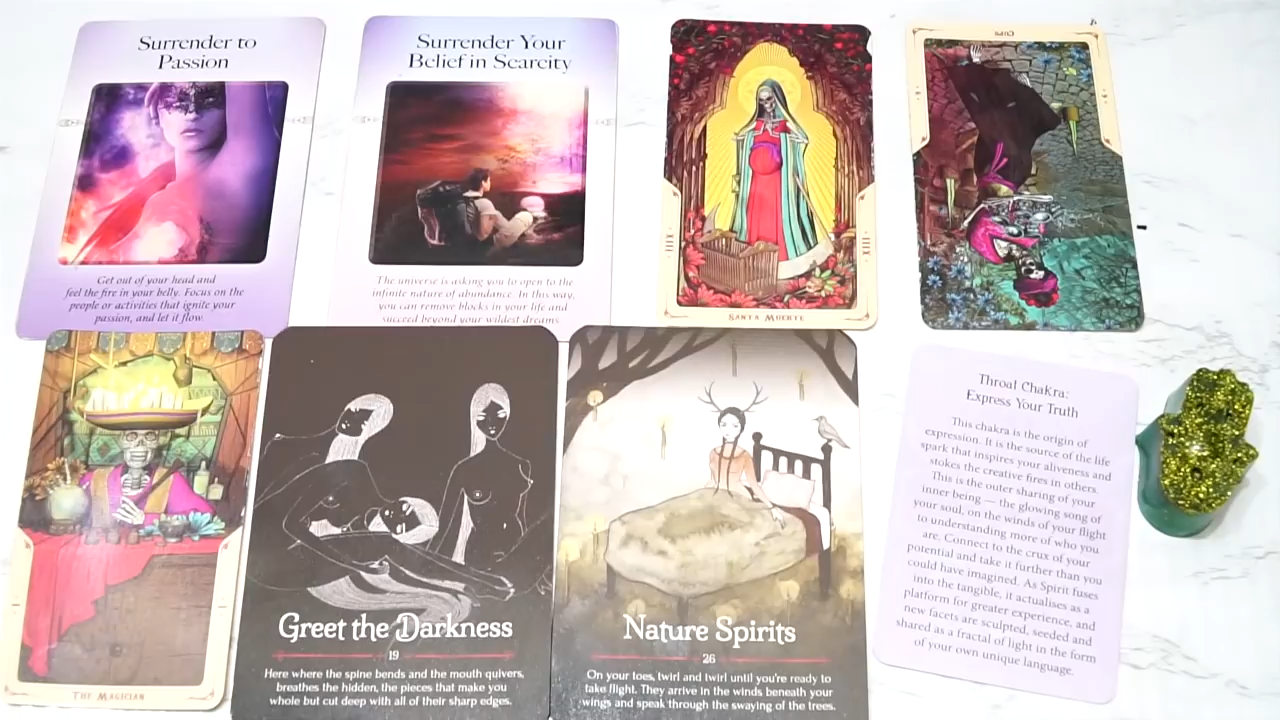 Surrender to
Passion
Get out of your head and
feel the fire in your belly. Focus on the
people or activities that ignite your
passion, and let it flow.
Surrender Your
Belief in Scarcity
The universe is asking you to open to the
infinite nature of abundance. In this way,
you can remove blocks in your life and
succeed beyond your wildest dreams
XIII
XIII
SANTA MUERTE
CUPS
THE MAGICIAN
Greet the Darkness
19
Here where the spine bends and the mouth quivers,
breathes the hidden, the pieces that make you
whole but cut deep with all of their sharp edges.
Nature Spirits
26
On your toes, twirl and twirl until you're ready to
take flight. They arrive in the winds beneath your
wings and speak through the swaying of the trees.
Throat Chakra:
Express Your Truth
This chakra is the origin of
expression. It is the source of the life
spark that inspires your aliveness and
stokes the creative fires in others.
This is the outer sharing of your
inner being — the glowing song of
your soul, on the winds of your flight
to understanding more of who you
are. Connect to the crux of your
potential and take it further than you
could have imagined. As Spirit fuses
into the tangible, it actualises as a
platform for greater experience, and
new facets are sculpted, seeded and
shared as a fractal of light in the form
of your own unique language.